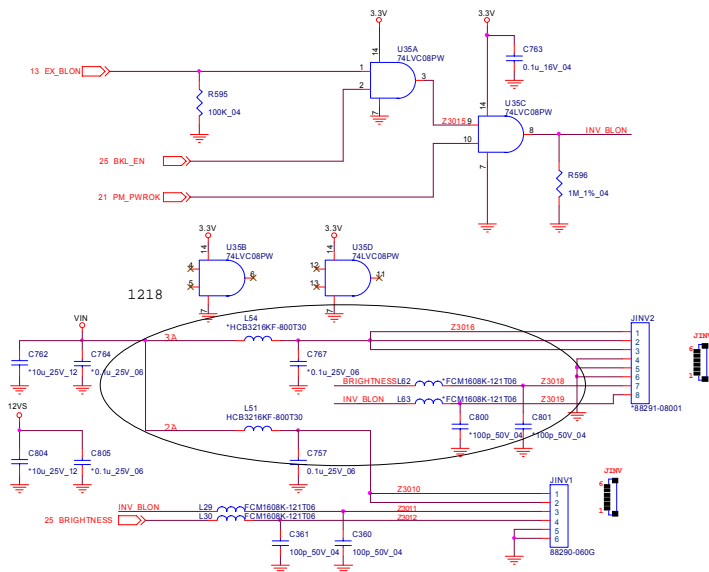 3.3V
3.3V
14
U35A
74LVC08PW
C763
0.1u_16V_04
13 EX_BLON
1
2
3
7
R595
100K_04
14
U35C
74LVC08PW
Z3015
9
10
8
INV_BLON
7
25 BKL_EN
21 PM_PWROK
R596
1M_1%_04
3.3V
14
U35B
74LVC08PW
4
5
6
7
3.3V
14
U35D
74LVC08PW
12
13
11
7
1218
VIN
3A
L54
*HCB3216KF-800T30
Z3016
JINV2
1
2
3
4
5
6
7
8
*88291-08001
JINV
6
1
C762
*10u_25V_12
C764
*0.1u_25V_06
C767
*0.1u_25V_06
BRIGHTNESS
L62
*FCM1608K-121T06
Z3018
INV_BLON
L63
*FCM1608K-121T06
Z3019
C800
*100p_50V_04
C801
*100p_50V_04
12VS
2A
L51
HCB3216KF-800T30
C804
*10u_25V_12
C805
*0.1u_25V_06
C757
0.1u_25V_06
Z3010
JINV1
1
2
3
4
5
6
88290-060G
JINV
6
1
INV_BLON
L29
FCM1608K-121T06
Z3011
25 BRIGHTNESS
L30
FCM1608K-121T06
Z3012
C361
100p_50V_04
C360
100p_50V_04